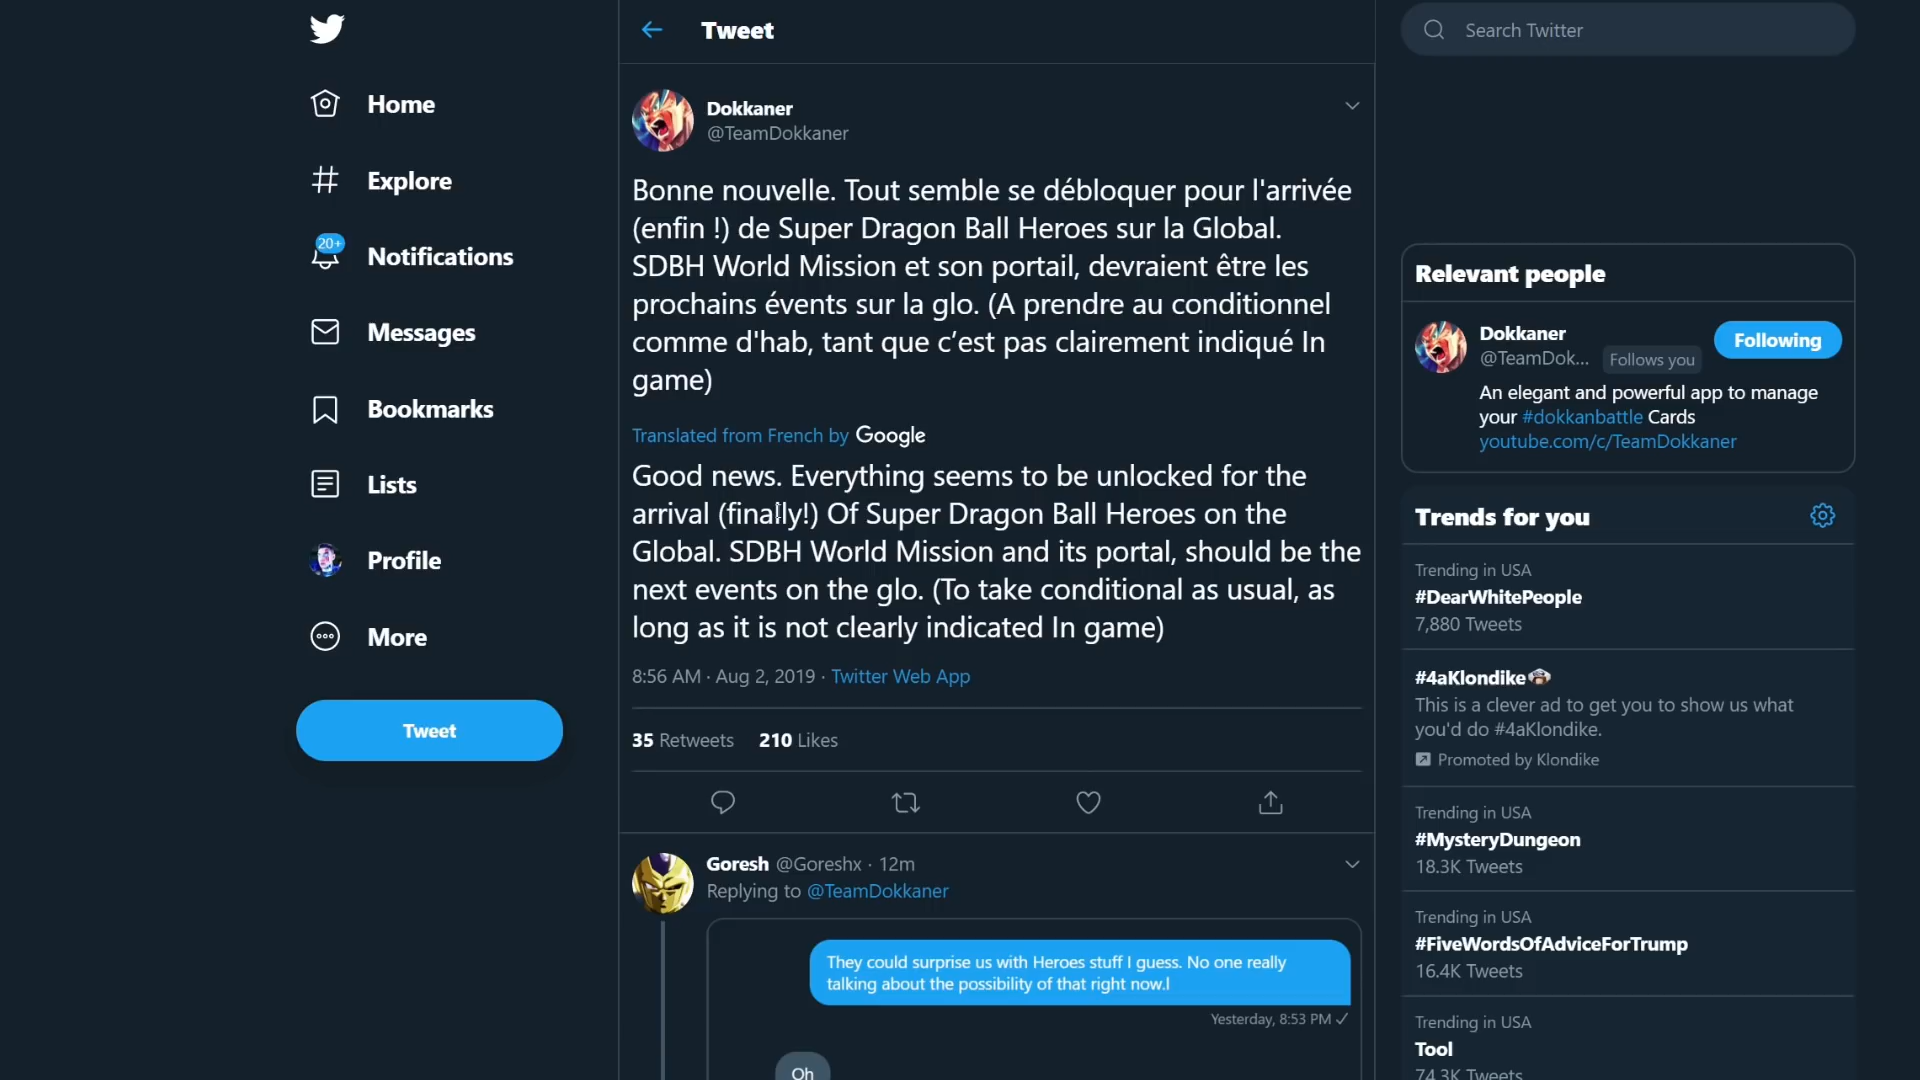 Home
Explore
20+
Notifications
Messages
Bookmarks
Lists
Profile
More
Tweet
Tweet
Dokkaner
@TeamDokkaner
Bonne nouvelle. Tout semble se débloquer pour l'arrivée
(enfin !) de Super Dragon Ball Heroes sur la Global.
SDBH World Mission et son portail, devraient être les
prochains évents sur la glo. (A prendre au conditionnel
comme d'hab, tant que c’est pas clairement indiqué In
game)
Translated from French by Google
Good news. Everything seems to be unlocked for the
arrival (finally!) Of Super Dragon Ball Heroes on the
Global. SDBH World Mission and its portal, should be the
next events on the glo. (To take conditional as usual, as
long as it is not clearly indicated In game)
8:56 AM · Aug 2, 2019 · Twitter Web App
35 Retweets 210 Likes
Goresh @Goreshx · 12m
Replying to @TeamDokkaner
They could surprise us with Heroes stuff I guess. No one really
talking about the possibility of that right now.l
Yesterday, 8:53 PM ✓
Oh
Search Twitter
Relevant people
Dokkaner
@TeamDok... Follows you
Following
An elegant and powerful app to manage
your #dokkanbattle Cards
youtube.com/c/TeamDokkaner
Trends for you
Trending in USA
#DearWhitePeople
7,880 Tweets
#4aKlondike
This is a clever ad to get you to show us what
you'd do #4aKlondike.
Promoted by Klondike
Trending in USA
#MysteryDungeon
18.3K Tweets
Trending in USA
#FiveWordsOfAdviceForTrump
16.4K Tweets
Trending in USA
Tool
74.3K Tweets